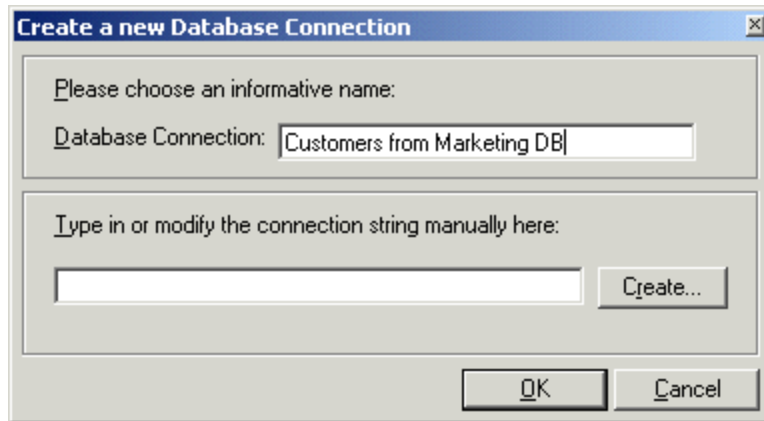 Create a new Database Connection
Please choose an informative name:
Database Connection: Customers from Marketing DB
Type in or modify the connection string manually here:
Create...
OK Cancel